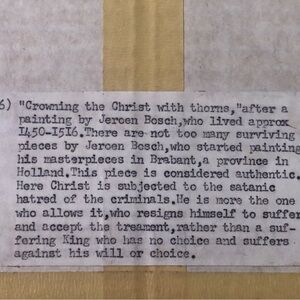 6) "Crowning the Christ with thorns,"after a
painting by Jeroen Bosch,who lived approx
1450-1516.There are not too many surviving
pieces by Jeroen Bosch,who started painting
his masterpieces in Brabant,a province in
Holland.This piece is considered authentic.
Here Christ is subjected to the satanic
hatred of the criminals.He is more the one
who allows it,who resigns himself to suffer
and accept the treament,rather than a suf-
fering King who has no choice and suffers
against his will or choice.